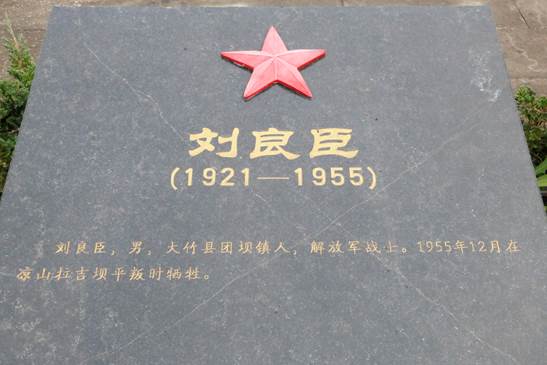 刘良臣
(1921—1955)
刘良臣，男，大竹县团坝镇人，解放军战士。1955年12月在
凉山拉吉坝平叛时牺牲。